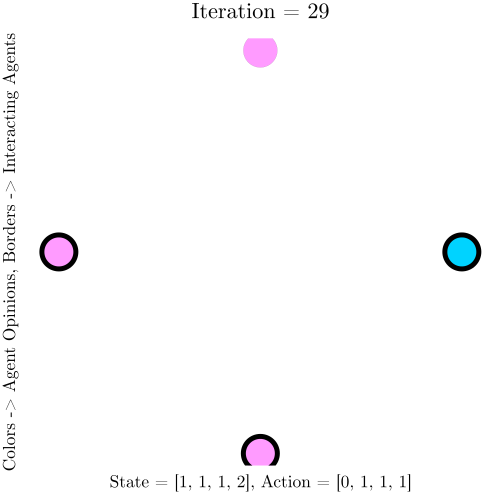 Iteration = 29
Colors -> Agent Opinions, Borders -> Interacting Agents
State = [1, 1, 1, 2], Action = [0, 1, 1, 1]